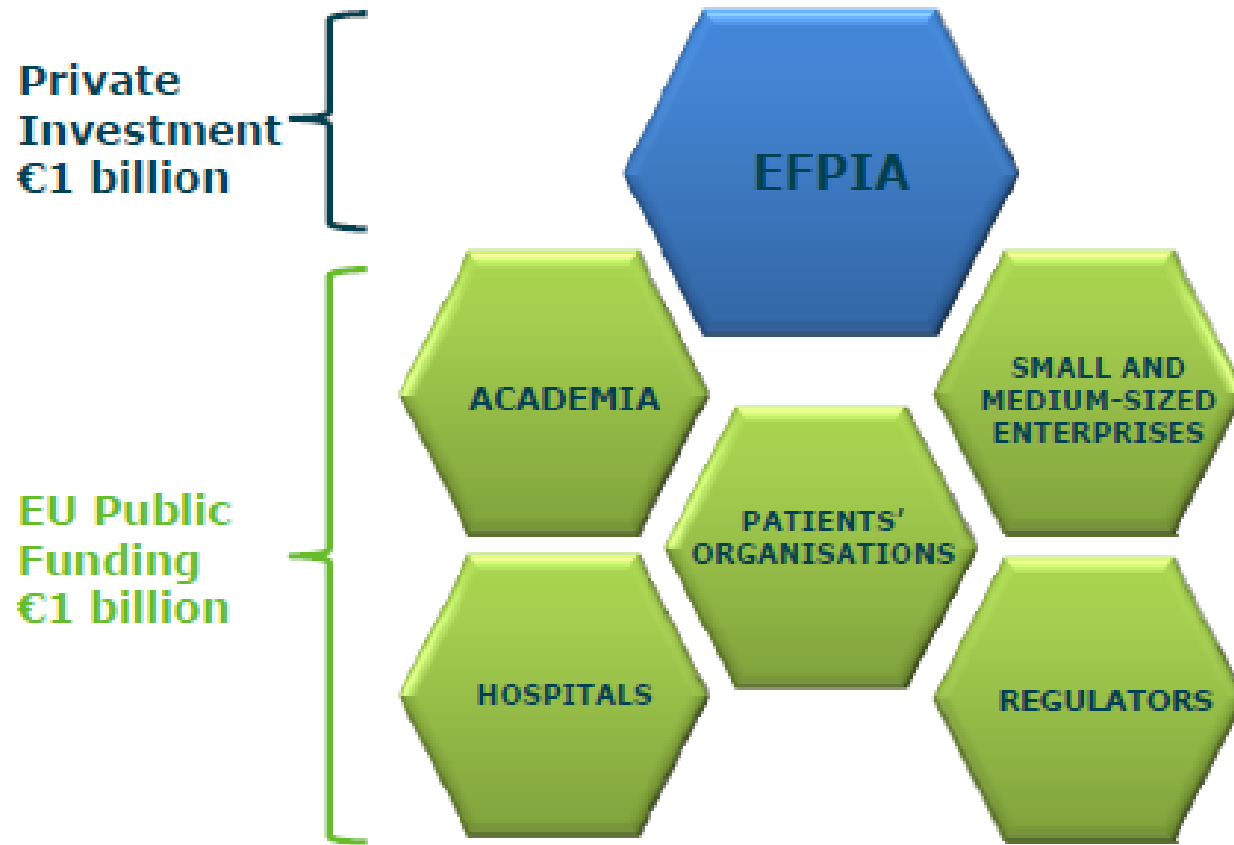 Private
Investment
€1 billion
EFPIA
ACADEMIA
SMALL AND
MEDIUM-SIZED
ENTERPRISES
EU Public
Funding
€1 billion
PATIENTS’
ORGANISATIONS
HOSPITALS
REGULATORS